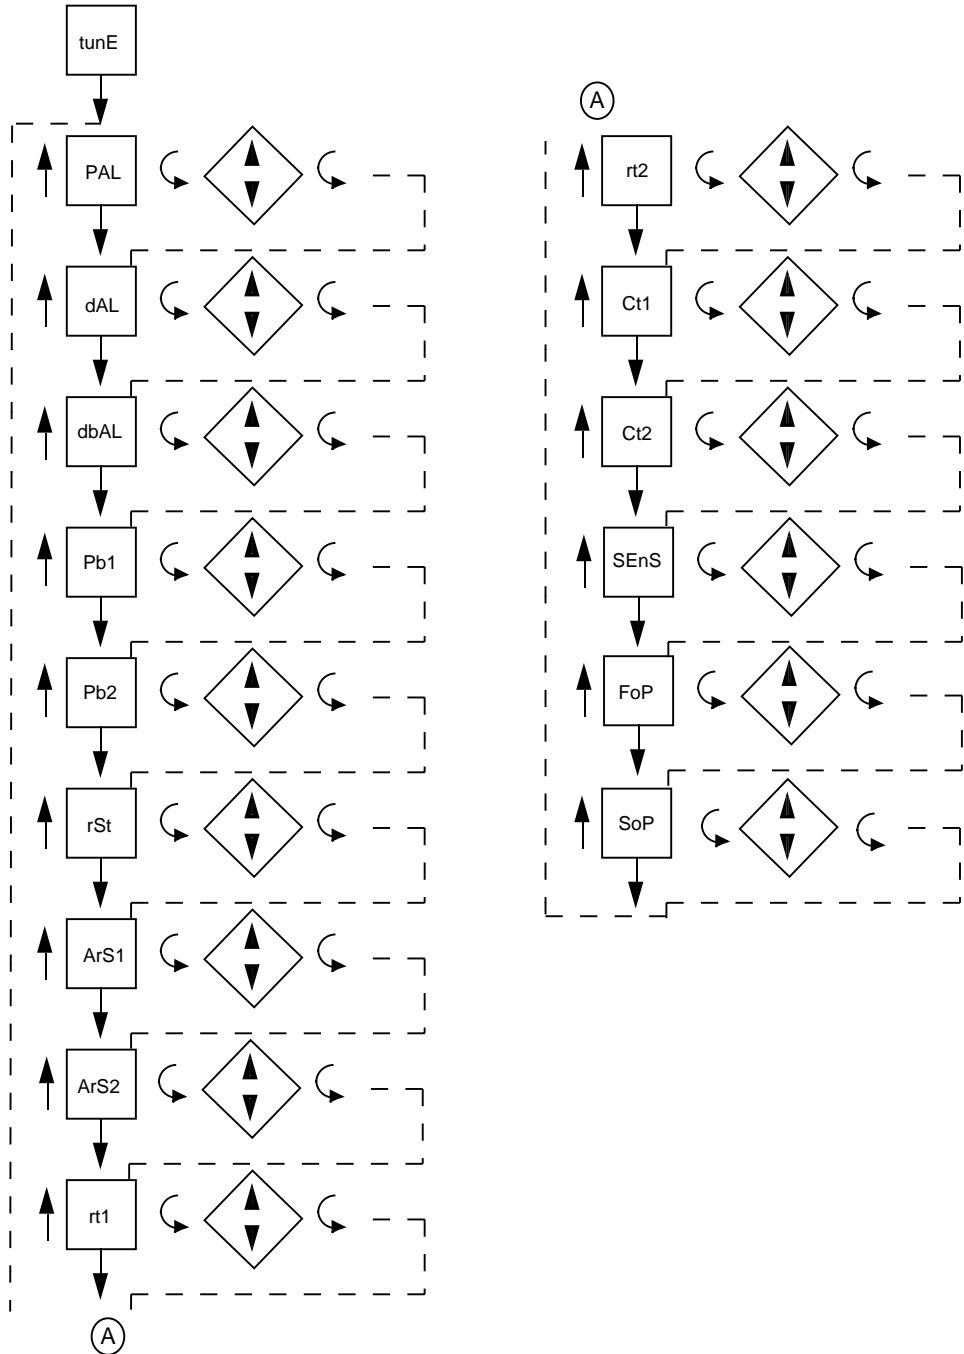 tunE
PAL
dAL
dbAL
Pb1
Pb2
rSt
ArS1
ArS2
rt1
A
A
rt2
Ct1
Ct2
SEnS
FoP
SoP